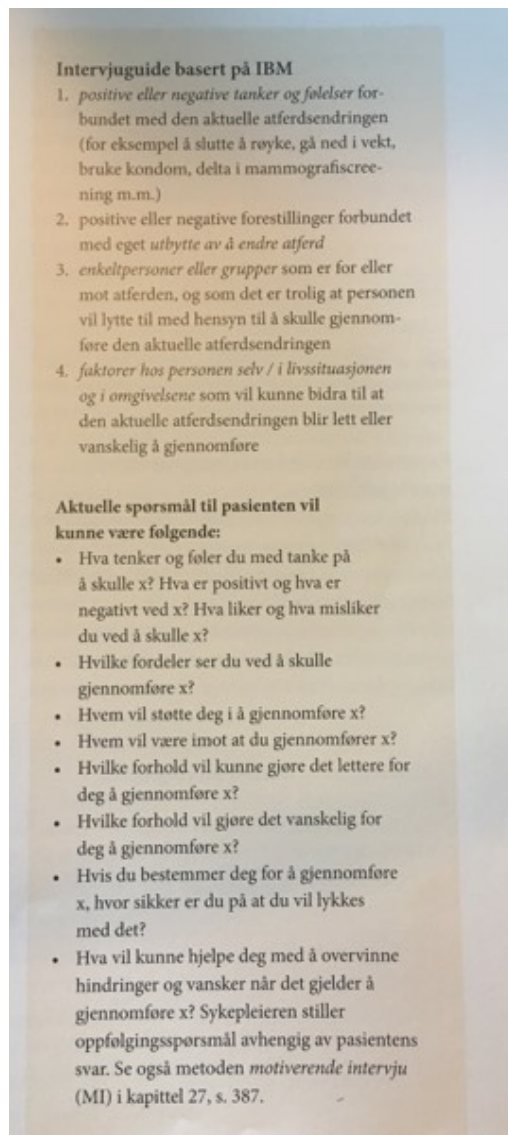 Intervjuguide basert på IBM
1. positive eller negative tanker og følelser for-
bundet med den aktuelle atferdsendringen
(for eksempel å slutte å røyke, gå ned i vekt,
bruke kondom, delta i mammografiscree-
ning m.m.)
2. positive eller negative forestillinger forbundet
med eget utbytte av å endre atferd
3. enkeltpersoner eller grupper som er for eller
mot atferden, og som det er trolig at personen
vil lytte til med hensyn til å skulle gjennom-
føre den aktuelle atferdsendringen
4. faktorer hos personen selv / i livssituasjonen
og i omgivelsene som vil kunne bidra til at
den aktuelle atferdsendringen blir lett eller
vanskelig å gjennomføre
Aktuelle spørsmål til pasienten vil
kunne være følgende:
• Hva tenker og føler du med tanke på
å skulle x? Hva er positivt og hva er
negativt ved x? Hva liker og hva misliker
du ved å skulle x?
• Hvilke fordeler ser du ved å skulle
gjennomføre x?
• Hvem vil støtte deg i å gjennomføre x?
• Hvem vil være imot at du gjennomfører x?
• Hvilke forhold vil kunne gjøre det lettere for
deg å gjennomføre x?
• Hvilke forhold vil gjøre det vanskelig for
deg å gjennomføre x?
• Hvis du bestemmer deg for å gjennomføre
x, hvor sikker er du på at du vil lykkes
med det?
• Hva vil kunne hjelpe deg med å overvinne
hindringer og vansker når det gjelder å
gjennomføre x? Sykepleieren stiller
oppfølgingsspørsmål avhengig av pasientens
svar. Se også metoden motiverende intervju
(MI) i kapittel 27, s. 387.